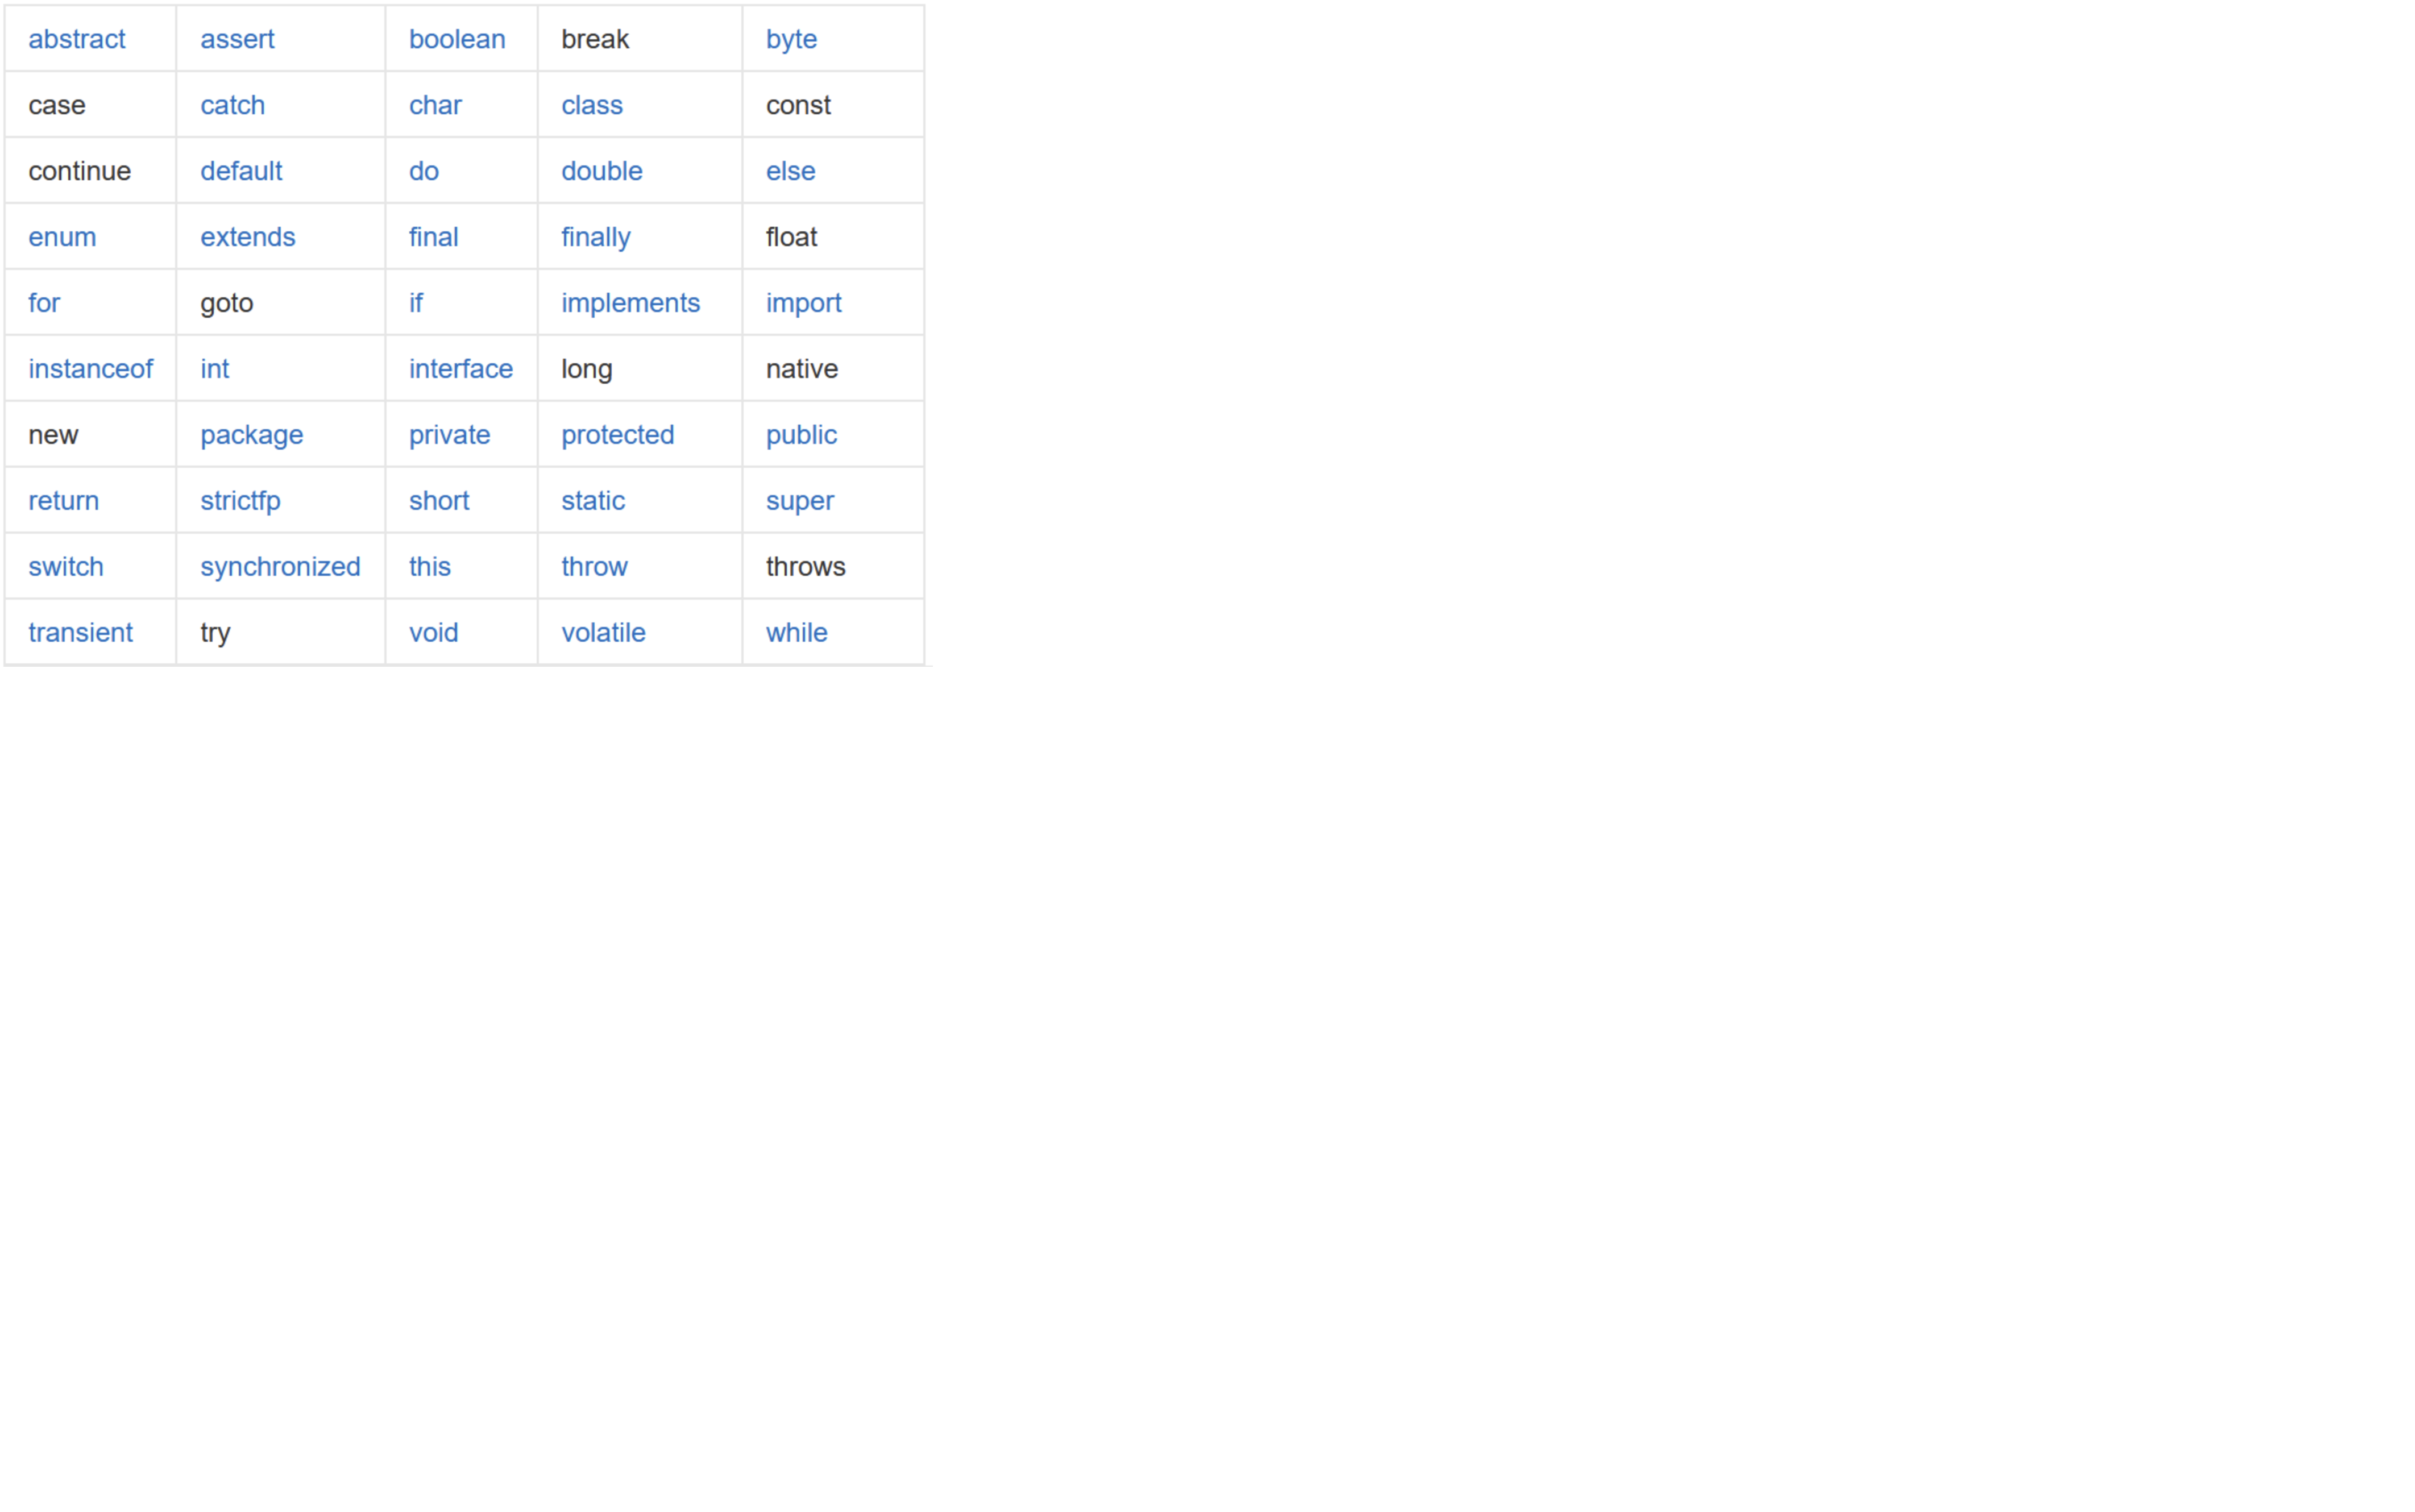 abstract assert boolean break byte
case catch char class const
continue default do double else
enum extends final finally float
for goto if implements import
instanceof int interface long native
new package private protected public
return strictfp short static super
switch synchronized this throw throws
transient try void volatile while